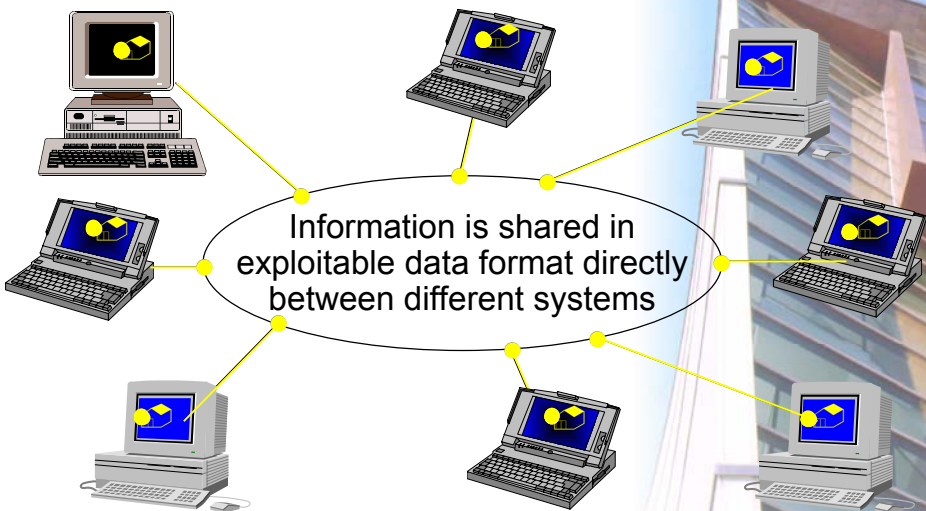 Information is shared in
exploitable data format directly
between different systems